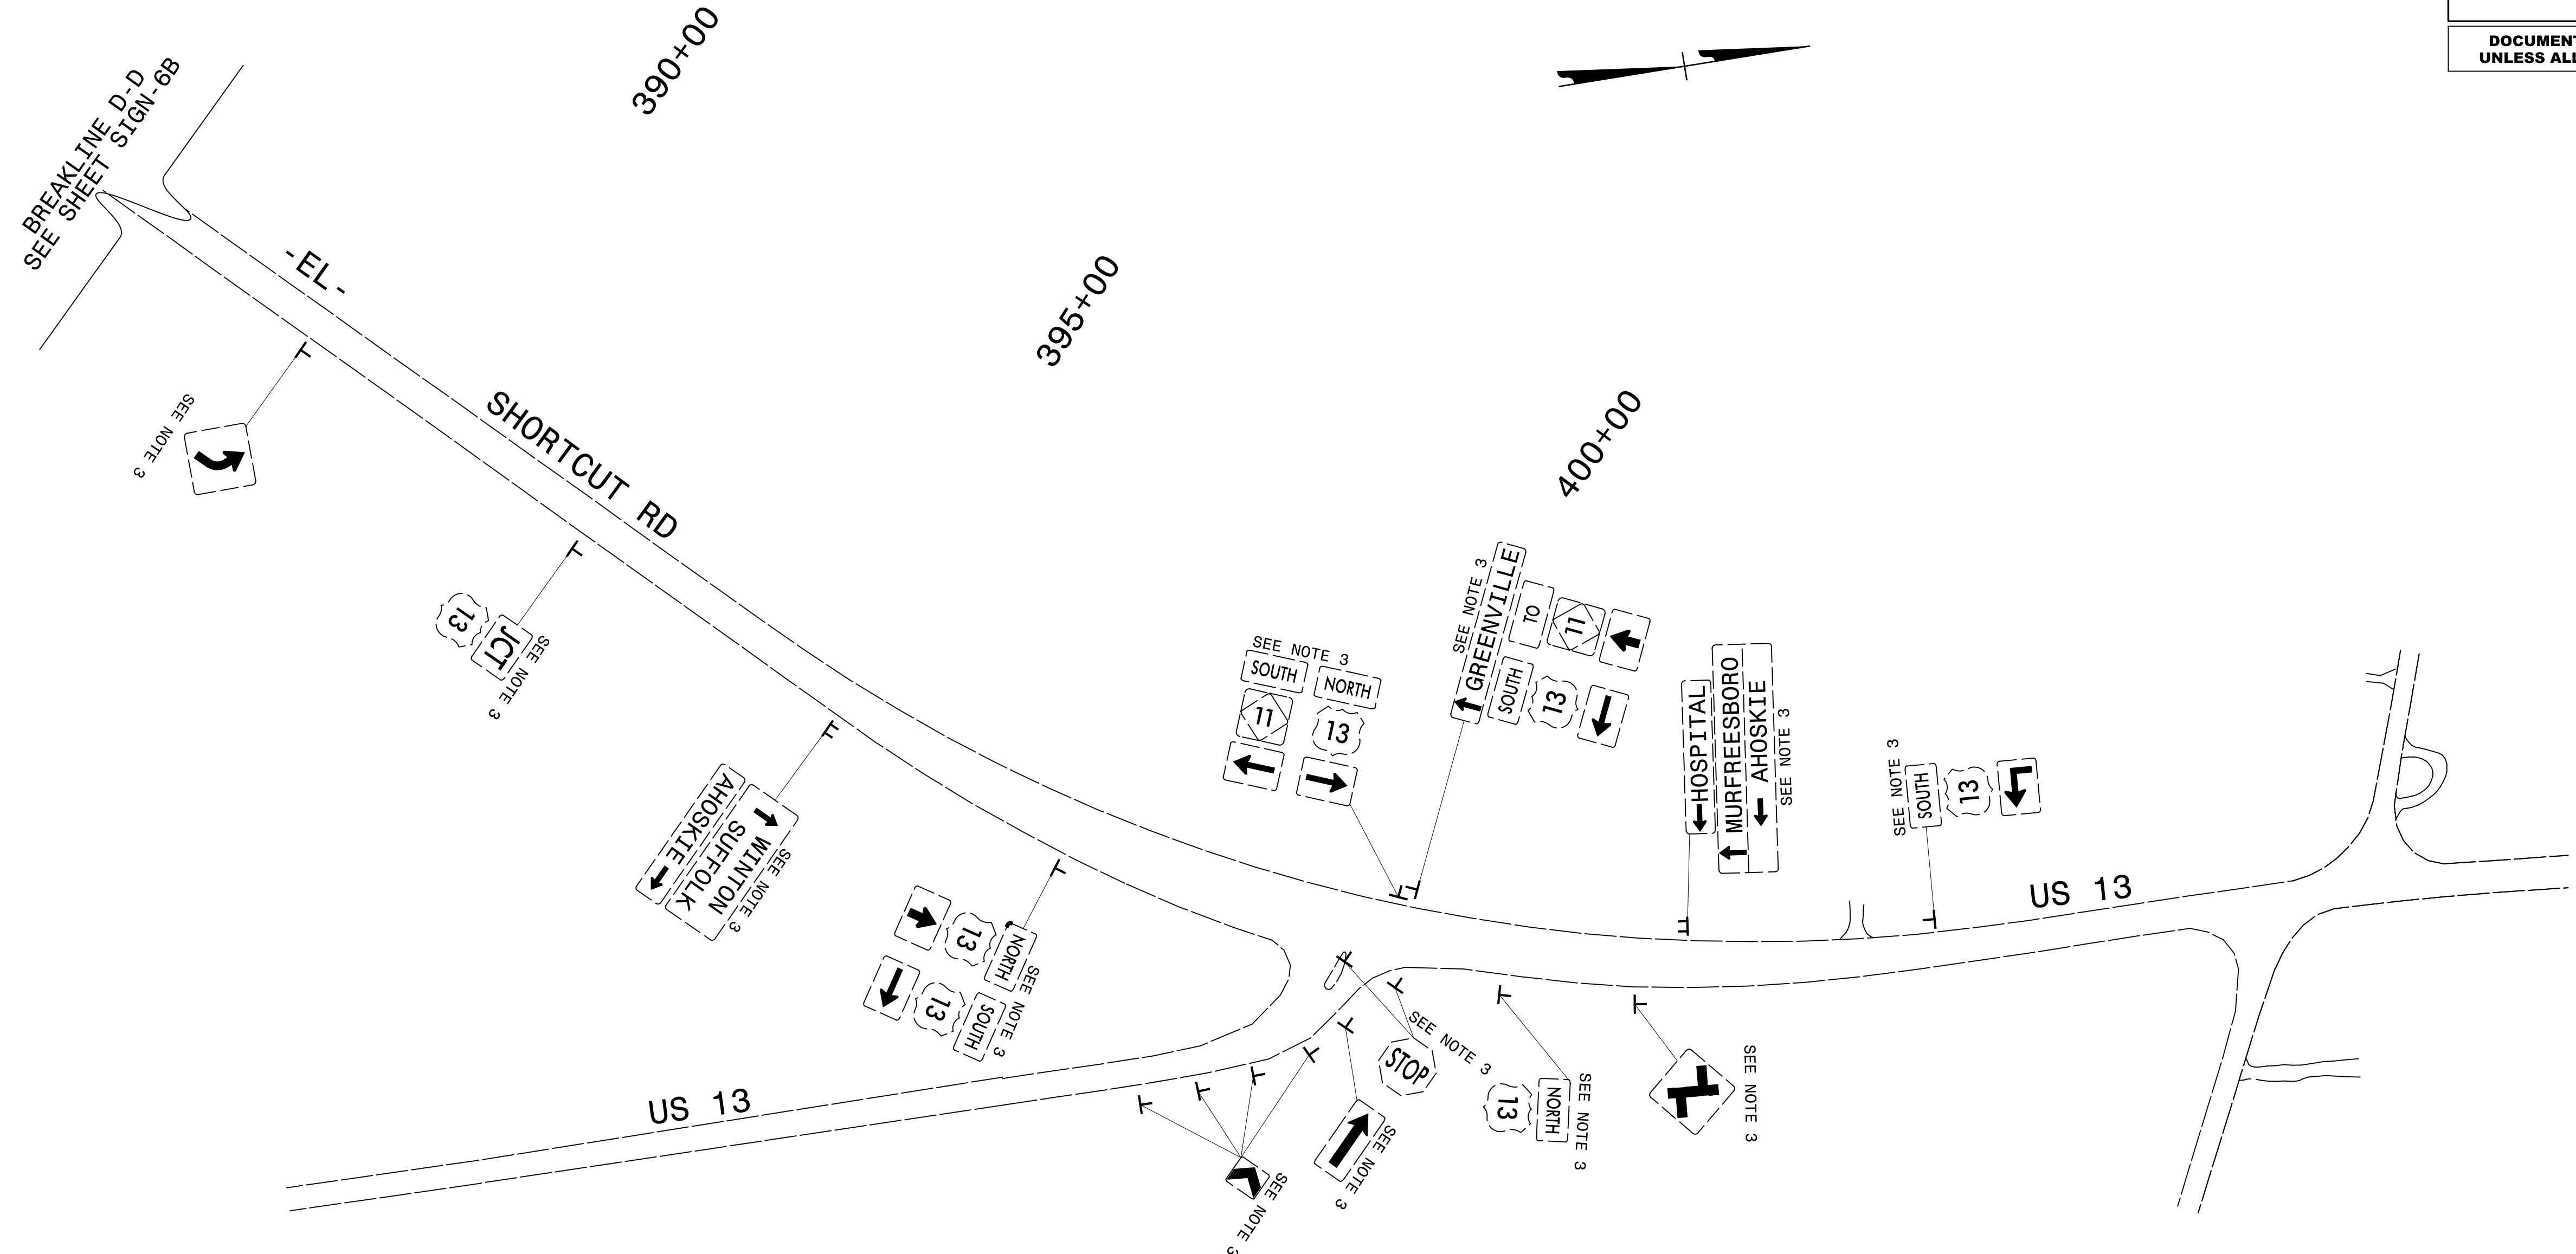 DOCUMENT
UNLESS ALL
BREAKLINE D-D
SEE SHEET SIGN-6B
390+00
395+00
400+00
-EL-
SHORTCUT RD
SEE NOTE 3
JCT
13
SEE NOTE 3
WINTON
SUFFOLK
AHOSKIE
SEE NOTE 3
NORTH
13
SOUTH
13
SEE NOTE 3
SEE NOTE 3
SOUTH
11
NORTH
13
SEE NOTE 3
GREENVILLE
TO
11
SOUTH
13
HOSPITAL
MURFREESBORO
AHOSKIE
SEE NOTE 3
SEE NOTE 3
SOUTH
13
US 13
US 13
SEE NOTE 3
STOP
SEE NOTE 3
SEE NOTE 3
NORTH
13
SEE NOTE 3
SEE NOTE 3